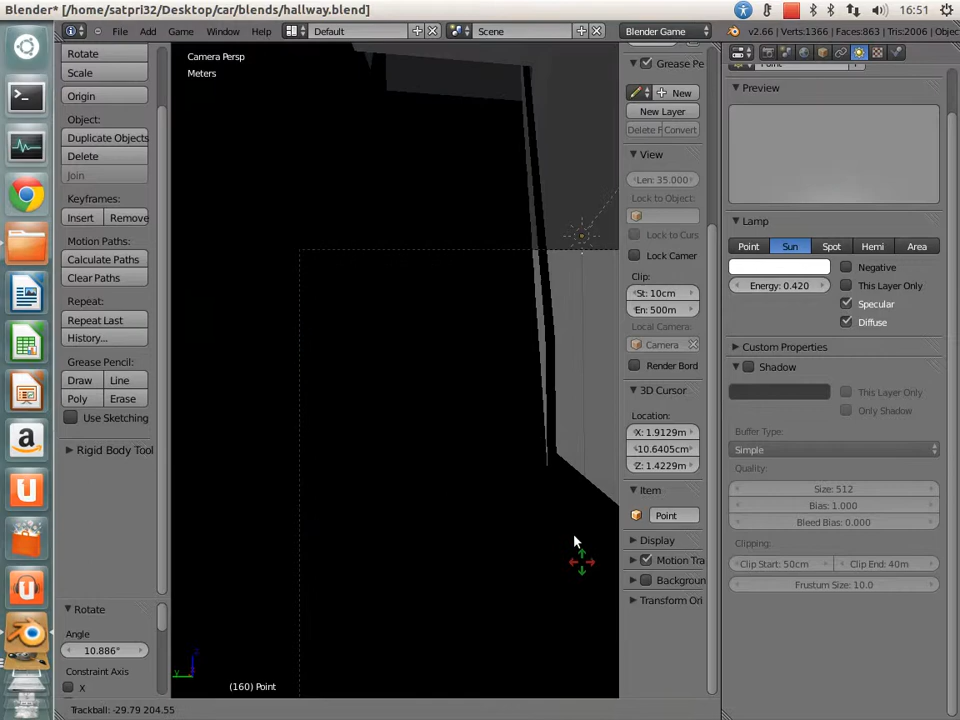 Blender* [/home/satpri32/Desktop/car/blends/hallway.blend]
16:51
File Add Game Window Help
Default
Scene
Blender Game
v2.66 | Verts:1366 | Faces:863 | Tris:2006
Rotate
Scale
Origin
Object:
Duplicate Objects
Delete
Join
Keyframes:
Insert Remove
Motion Paths:
Calculate Paths
Clear Paths
Repeat:
Repeat Last
History...
Grease Pencil:
Draw Line
Poly Erase
Use Sketching
Rigid Body Tool
Rotate
Angle
10.886°
Constraint Axis
X
Camera Persp
Meters
(160) Point
Trackball: -29.79 204.55
Grease Pe
New
New Layer
Delete F Convert
View
Len: 35.000
Lock to Object:
Lock to Curs
Lock Camer
Clip:
St: 10cm
En: 500m
Local Camera:
Camera
Render Bord
3D Cursor
Location:
X: 1.9129m
10.6405cm
Z: 1.4229m
Item
Point
Display
Motion Tra
Backgroun
Transform Ori
Preview
Lamp
Point Sun Spot Hemi Area
Negative
Energy: 0.420
This Layer Only
Specular
Diffuse
Custom Properties
Shadow
This Layer Only
Only Shadow
Buffer Type:
Simple
Quality:
Size: 512
Bias: 1.000
Bleed Bias: 0.000
Clipping:
Clip Start: 50cm
Clip End: 40m
Frustum Size: 10.0